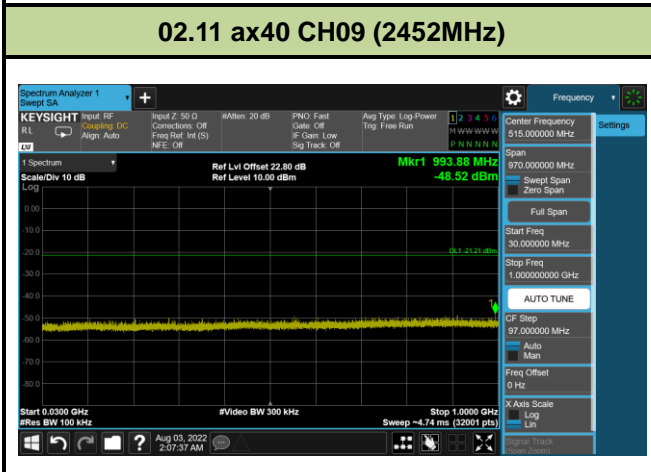 02.11 ax40 CH09 (2452MHz)
Spectrum Analyzer 1
Swept SA
+
Frequency
KEYSIGHT
RL
LXI
Input: RF
Coupling: DC
Align: Auto
Input Z: 50 Ω
Corrections: Off
Freq Ref: Int (S)
NFE: Off
#Atten: 20 dB
PNO: Fast
Gate: Off
IF Gain: Low
Sig Track: Off
Avg Type: Log-Power
Trig: Free Run
1 2 3 4 5 6
M W W W W W
P N N N N N
Center Frequency
515.000000 MHz
Settings
1 Spectrum
Scale/Div 10 dB
Log
Ref Lvl Offset 22.80 dB
Ref Level 10.00 dBm
Mkr1 993.88 MHz
-48.52 dBm
Span
970.000000 MHz
Swept Span
Zero Span
Full Span
Start Freq
30.000000 MHz
Stop Freq
1.000000000 GHz
AUTO TUNE
CF Step
97.000000 MHz
Auto
Man
Freq Offset
0 Hz
X Axis Scale
Log
Lin
Signal Track
(Span Zoom)
0.00
-10.0
-20.0
DL1 -21.21 dBm
-30.0
-40.0
1
-50.0
-60.0
-70.0
-80.0
Start 0.0300 GHz
#Res BW 100 kHz
#Video BW 300 kHz
Stop 1.0000 GHz
Sweep ~4.74 ms (32001 pts)
?
Aug 03, 2022
2:07:37 AM